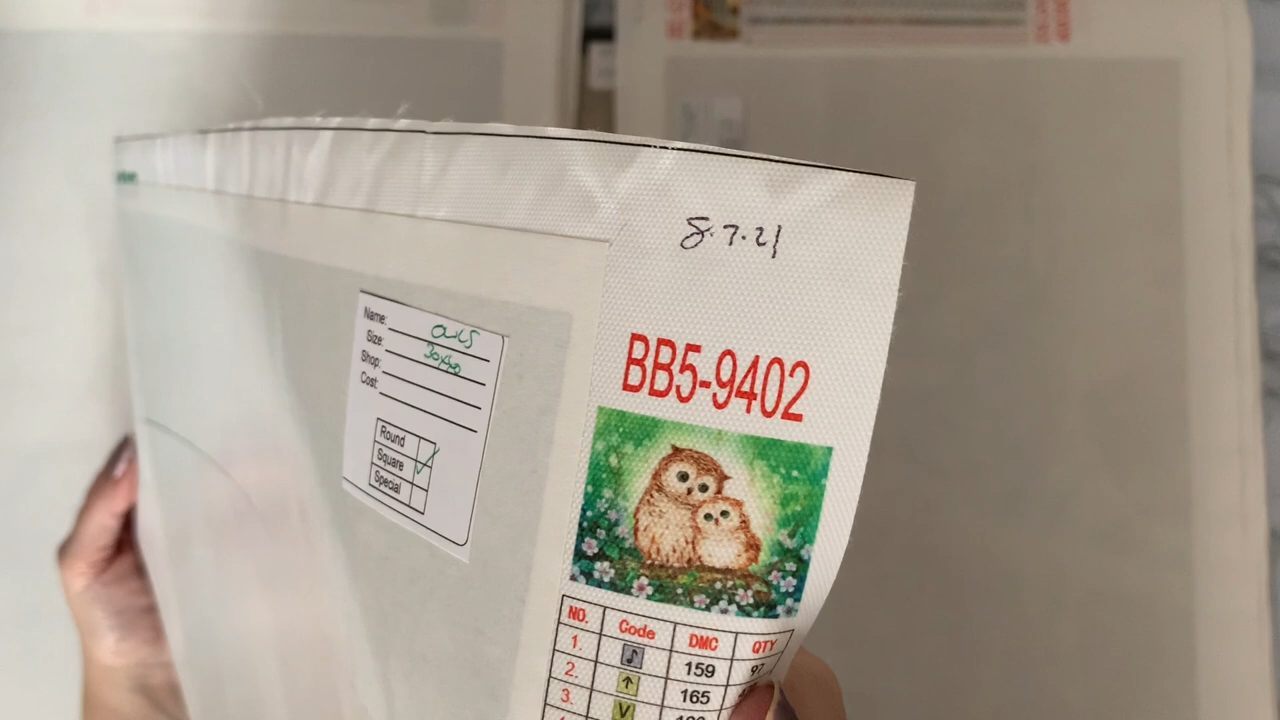 8.7.21
BB5-9402
Name: owls
Size: 30x40
Shop:
Cost:
Round
Square ✓
Special
NO. Code DMC QTY
1. ♪ 159 97
2. ↑ 165
3. V